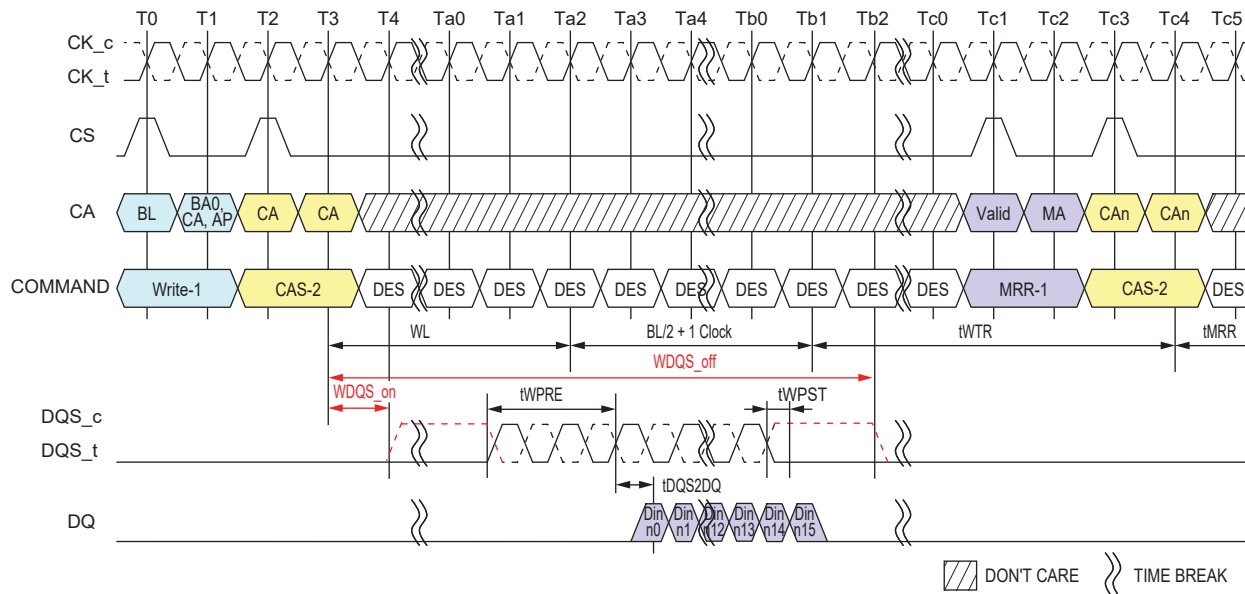 T0 T1 T2 T3 T4 Ta0 Ta1 Ta2 Ta3 Ta4 Tb0 Tb1 Tb2 Tc0 Tc1 Tc2 Tc3 Tc4 Tc5
CK_c
CK_t
CS
CA BL BA0, CA, AP CA CA Valid MA CAn CAn
COMMAND Write-1 CAS-2 DES DES DES DES DES DES DES DES DES DES MRR-1 CAS-2 DES
WL BL/2 + 1 Clock tWTR tMRR
WDQS_off
WDQS_on tWPRE tWPST
DQS_c
DQS_t
tDQS2DQ
DQ Din n0 Din n1 Din n12 Din n13 Din n14 Din n15
DON'T CARE TIME BREAK